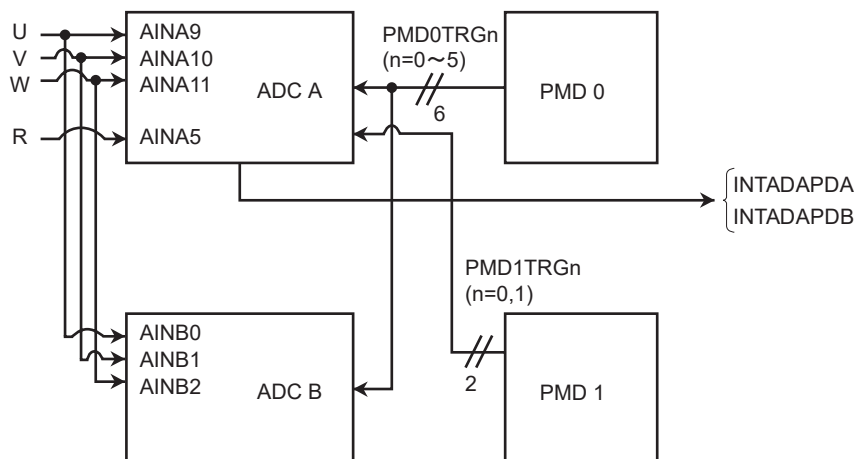 U
V
W
R
AINA9
AINA10
AINA11
AINA5
ADC A
PMD0TRGn
(n=0～5)
6
PMD 0
INTADAPDA
INTADAPDB
PMD1TRGn
(n=0,1)
2
AINB0
AINB1
AINB2
ADC B
PMD 1